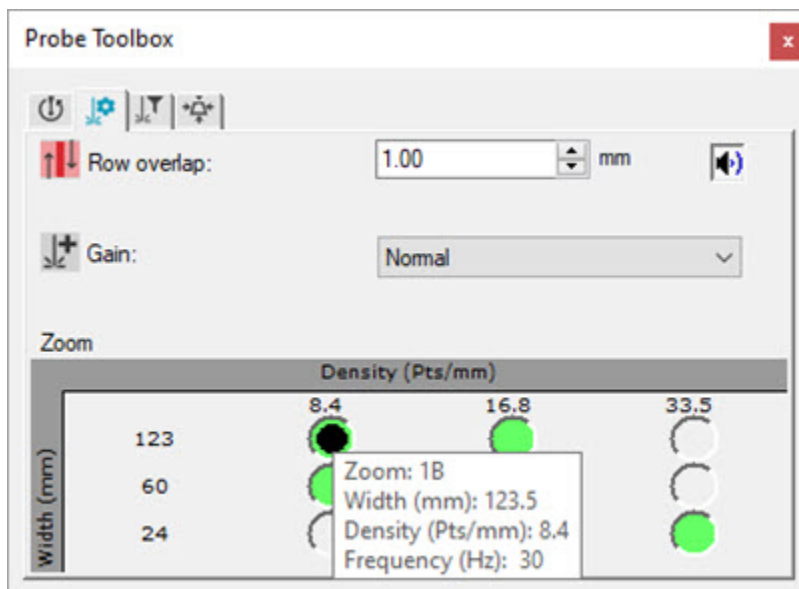 Probe Toolbox
x
Row overlap: 1.00 mm
Gain: Normal
Zoom
Density (Pts/mm)
8.4 16.8 33.5
Width (mm)
123
60
24
Zoom: 1B
Width (mm): 123.5
Density (Pts/mm): 8.4
Frequency (Hz): 30